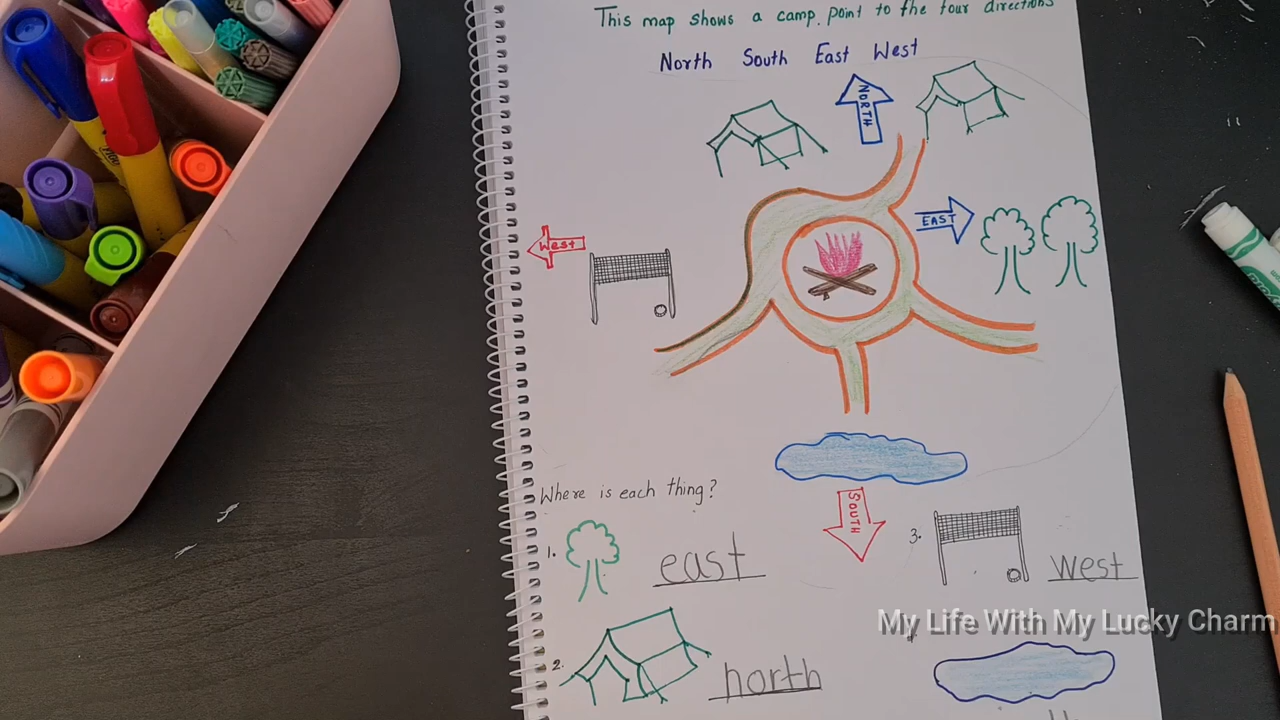 This map shows a camp. Point to the four directions
North South East West
NORTH
EAST
West
SOUTH
Where is each thing?
1. east
2. north
3. west
My Life With My Lucky Charm